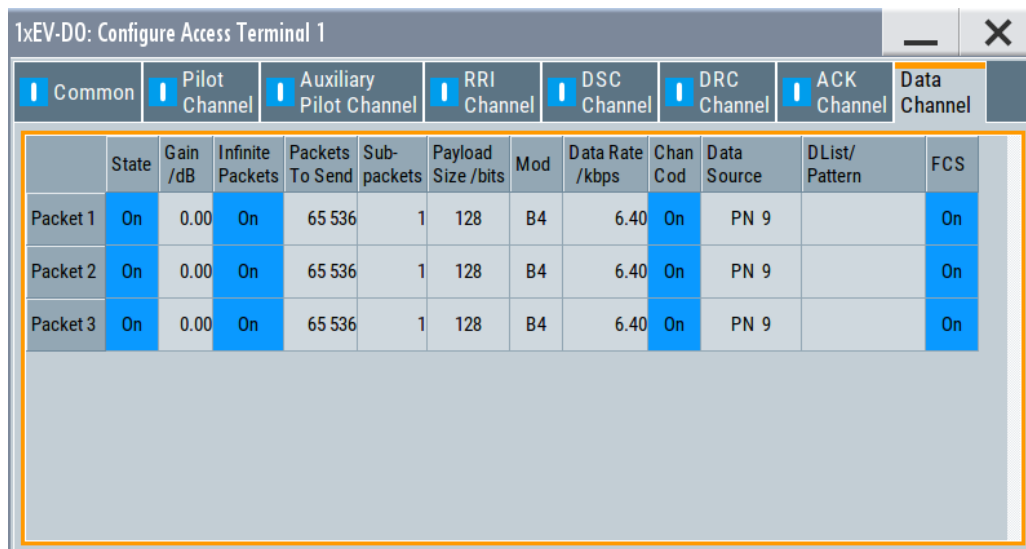 1xEV-DO: Configure Access Terminal 1
Common
Pilot
Channel
Auxiliary
Pilot Channel
RRI
Channel
DSC
Channel
DRC
Channel
ACK
Channel
Data
Channel
State
Gain
/dB
Infinite
Packets
Packets
To Send
Sub-
packets
Payload
Size /bits
Mod
Data Rate
/kbps
Chan
Cod
Data
Source
DList/
Pattern
FCS
Packet 1 On 0.00 On 65 536 1 128 B4 6.40 On PN 9 On
Packet 2 On 0.00 On 65 536 1 128 B4 6.40 On PN 9 On
Packet 3 On 0.00 On 65 536 1 128 B4 6.40 On PN 9 On